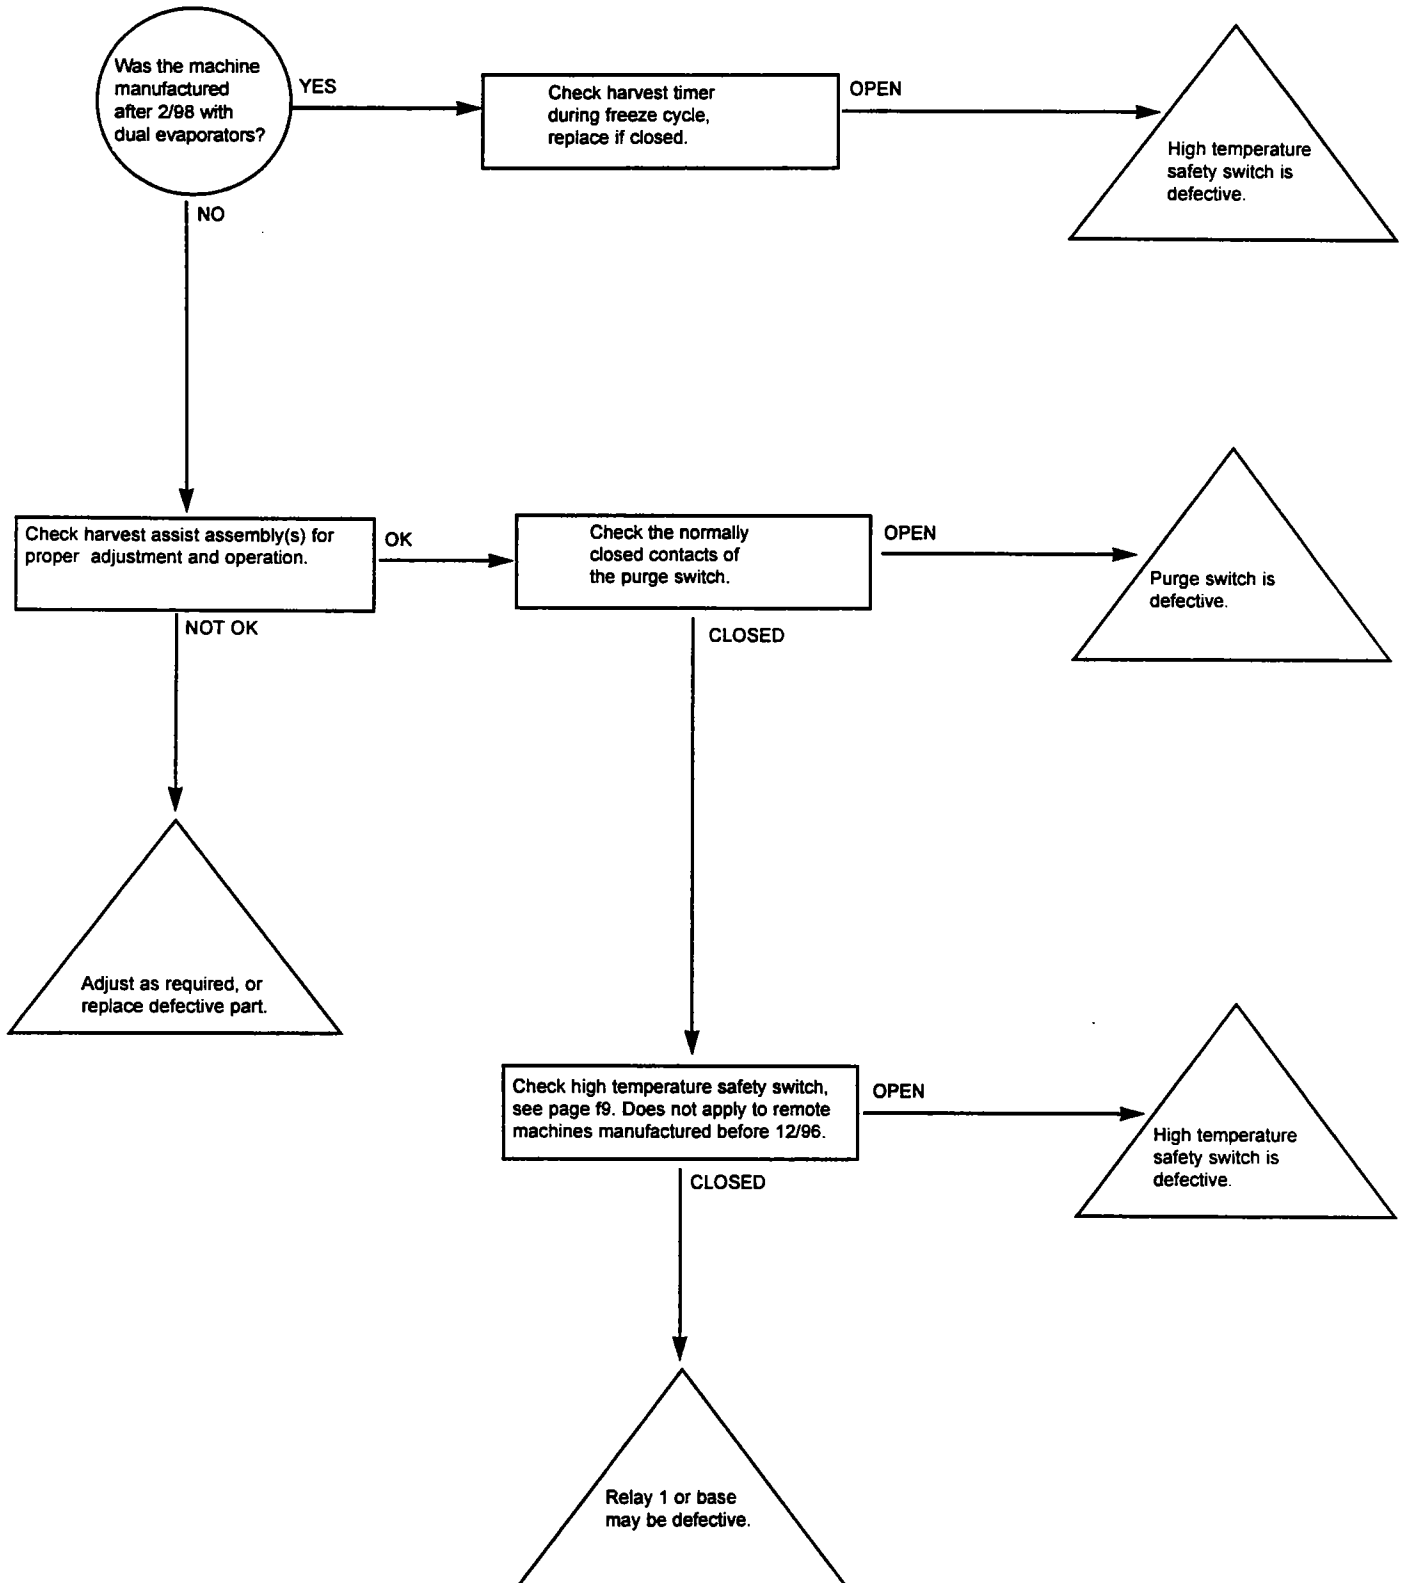 Was the machine
manufactured
after 2/98 with
dual evaporators?
YES
Check harvest timer
during freeze cycle,
replace if closed.
OPEN
High temperature
safety switch is
defective.
NO
Check harvest assist assembly(s) for
proper adjustment and operation.
OK
Check the normally
closed contacts of
the purge switch.
OPEN
Purge switch is
defective.
NOT OK
CLOSED
Adjust as required, or
replace defective part.
Check high temperature safety switch,
see page f9. Does not apply to remote
machines manufactured before 12/96.
OPEN
High temperature
safety switch is
defective.
CLOSED
Relay 1 or base
may be defective.